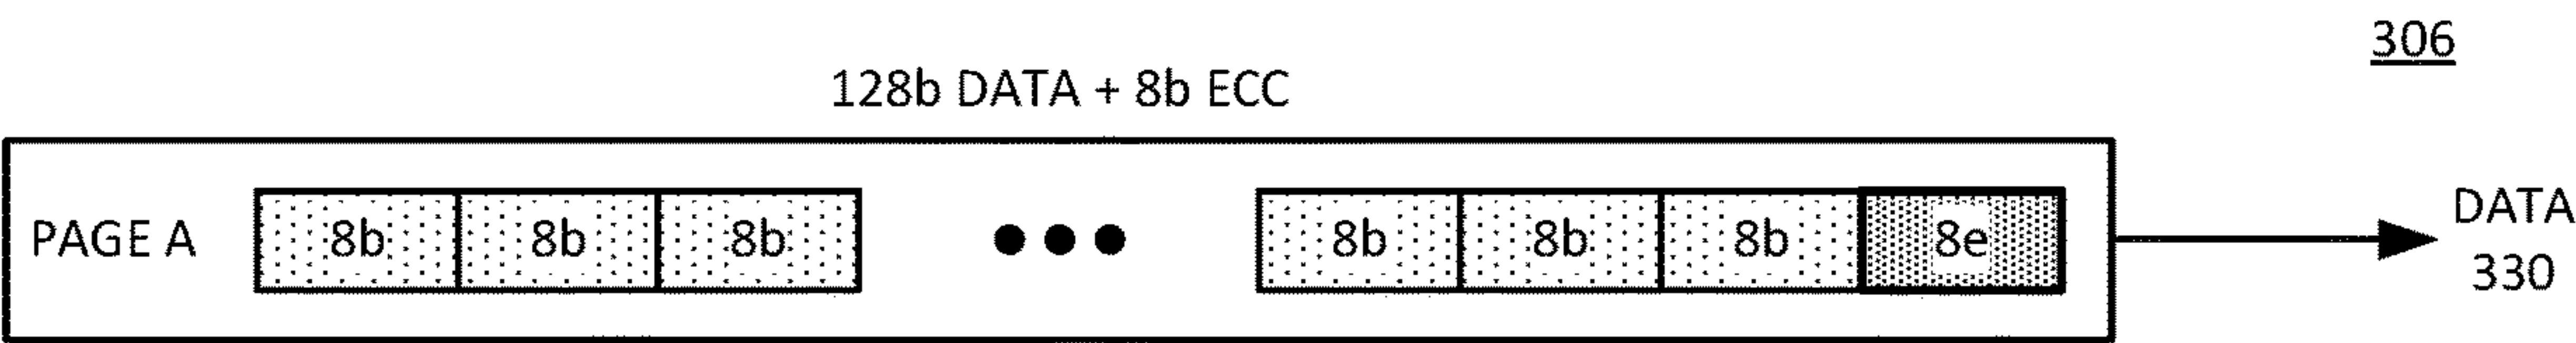 306
128b DATA + 8b ECC
PAGE A 8b 8b 8b 8b 8b 8b 8e
DATA
330